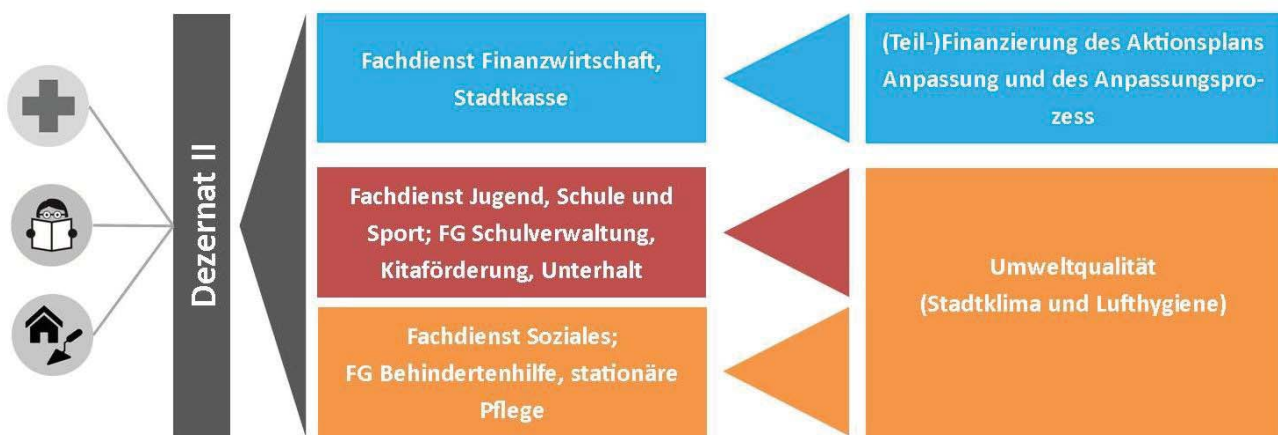 Dezernat II
Fachdienst Finanzwirtschaft,
Stadtkasse
(Teil-)Finanzierung des Aktionsplans
Anpassung und des Anpassungspro-
zess
Fachdienst Jugend, Schule und
Sport; FG Schulverwaltung,
Kitaförderung, Unterhalt
Umweltqualität
(Stadtklima und Lufthygiene)
Fachdienst Soziales;
FG Behindertenhilfe, stationäre
Pflege